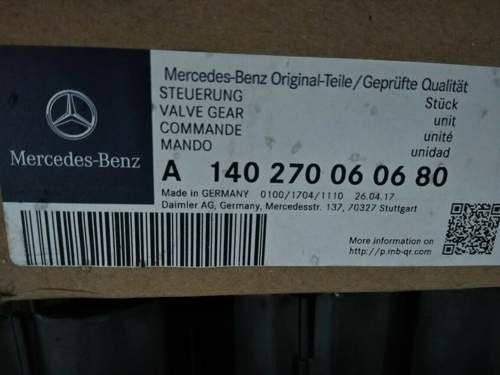 Mercedes-Benz
Mercedes-Benz Original-Teile/Geprüfte Qualität
STEUERUNG Stück
VALVE GEAR unit
COMMANDE unité
MANDO unidad
A 140 270 06 06 80
Made in GERMANY 0100/1704/1110 26.04.17
Daimler AG, Germany, Mercedesstr. 137, 70327 Stuttgart
More information on
http://p.mb-qr.com